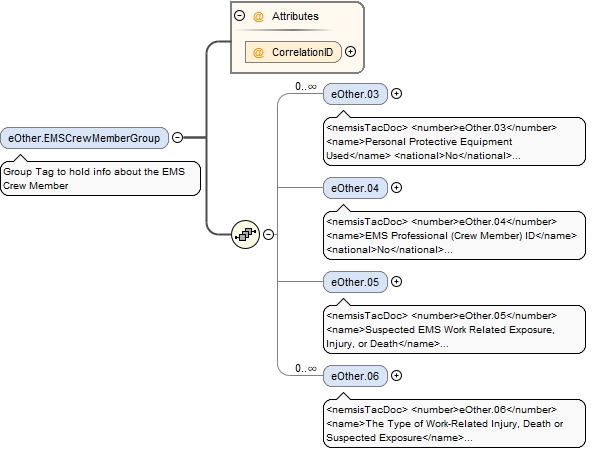 Attributes
CorrelationID
0..∞
eOther.03
<nemsisTacDoc> <number>eOther.03</number>
<name>Personal Protective Equipment
Used</name> <national>No</national>...
eOther.EMSCrewMemberGroup
Group Tag to hold info about the EMS
Crew Member
eOther.04
<nemsisTacDoc> <number>eOther.04</number>
<name>EMS Professional (Crew Member) ID</name>
<national>No</national>...
eOther.05
<nemsisTacDoc> <number>eOther.05</number>
<name>Suspected EMS Work Related Exposure,
Injury, or Death</name>...
0..∞
eOther.06
<nemsisTacDoc> <number>eOther.06</number>
<name>The Type of Work-Related Injury, Death or
Suspected Exposure</name>...